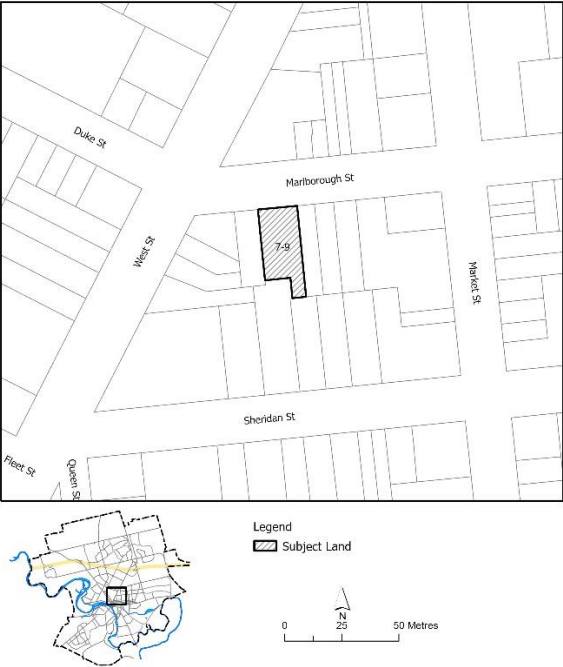 Duke St
Marlborough St
West St
7-9
Market St
Sheridan St
Fleet St
Queen St
Legend
Subject Land
N
0 25 50 Metres